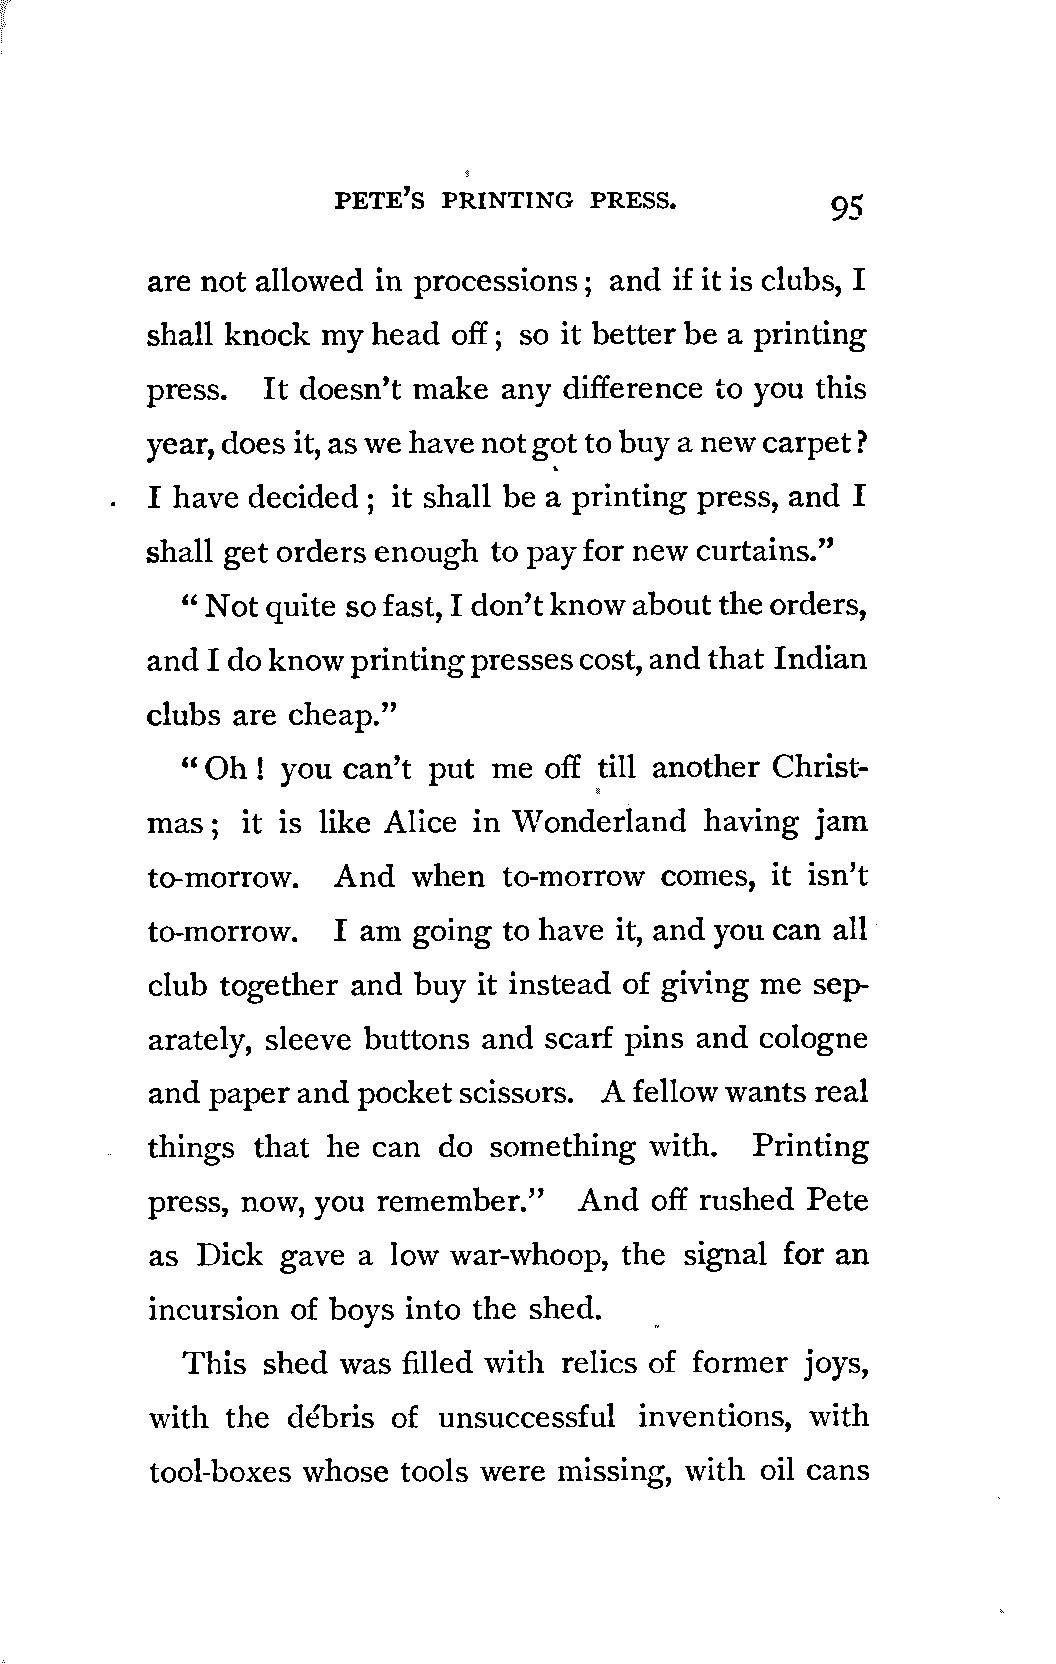 PETE'S PRINTING PRESS. 95
are not allowed in processions; and if it is clubs, I
shall knock my head off; so it better be a printing
press. It doesn't make any difference to you this
year, does it, as we have not got to buy a new carpet?
I have decided; it shall be a printing press, and I
shall get orders enough to pay for new curtains."
"Not quite so fast, I don't know about the orders,
and I do know printing presses cost, and that Indian
clubs are cheap."
"Oh! you can't put me off till another Christ-
mas; it is like Alice in Wonderland having jam
to-morrow. And when to-morrow comes, it isn't
to-morrow. I am going to have it, and you can all
club together and buy it instead of giving me sep-
arately, sleeve buttons and scarf pins and cologne
and paper and pocket scissors. A fellow wants real
things that he can do something with. Printing
press, now, you remember." And off rushed Pete
as Dick gave a low war-whoop, the signal for an
incursion of boys into the shed.
This shed was filled with relics of former joys,
with the débris of unsuccessful inventions, with
tool-boxes whose tools were missing, with oil cans